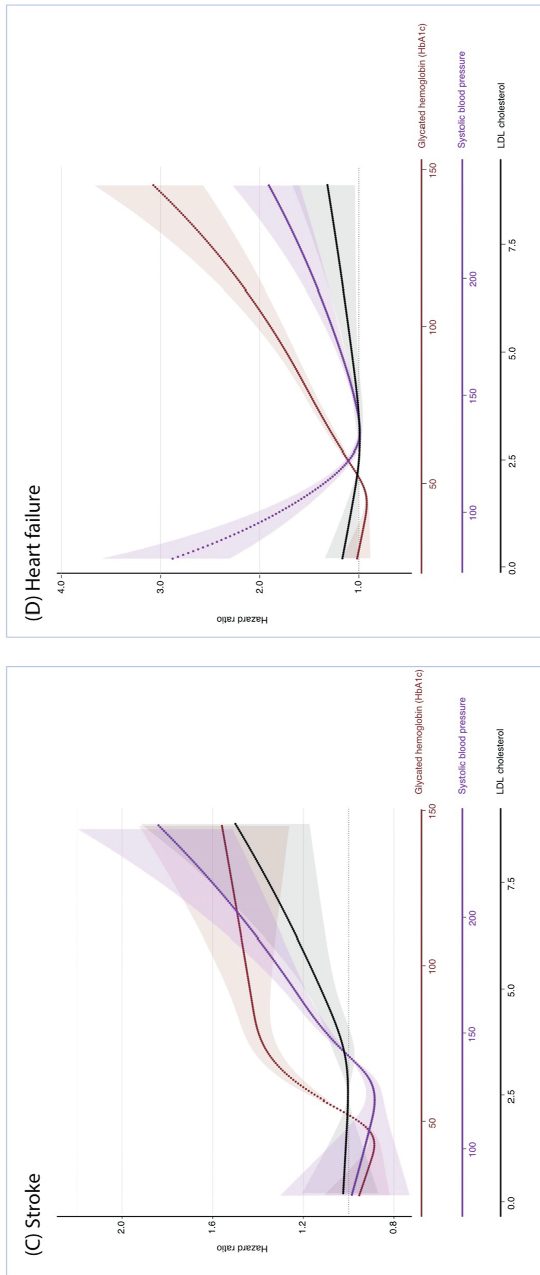 (C) Stroke
Hazard ratio
2.0
1.6
1.2
0.8
50
100
150
Glycated hemoglobin (HbA1c)
100
150
200
Systolic blood pressure
0.0
2.5
5.0
7.5
LDL cholesterol
(D) Heart failure
Hazard ratio
4.0
3.0
2.0
1.0
50
100
150
Glycated hemoglobin (HbA1c)
100
150
200
Systolic blood pressure
0.0
2.5
5.0
7.5
LDL cholesterol